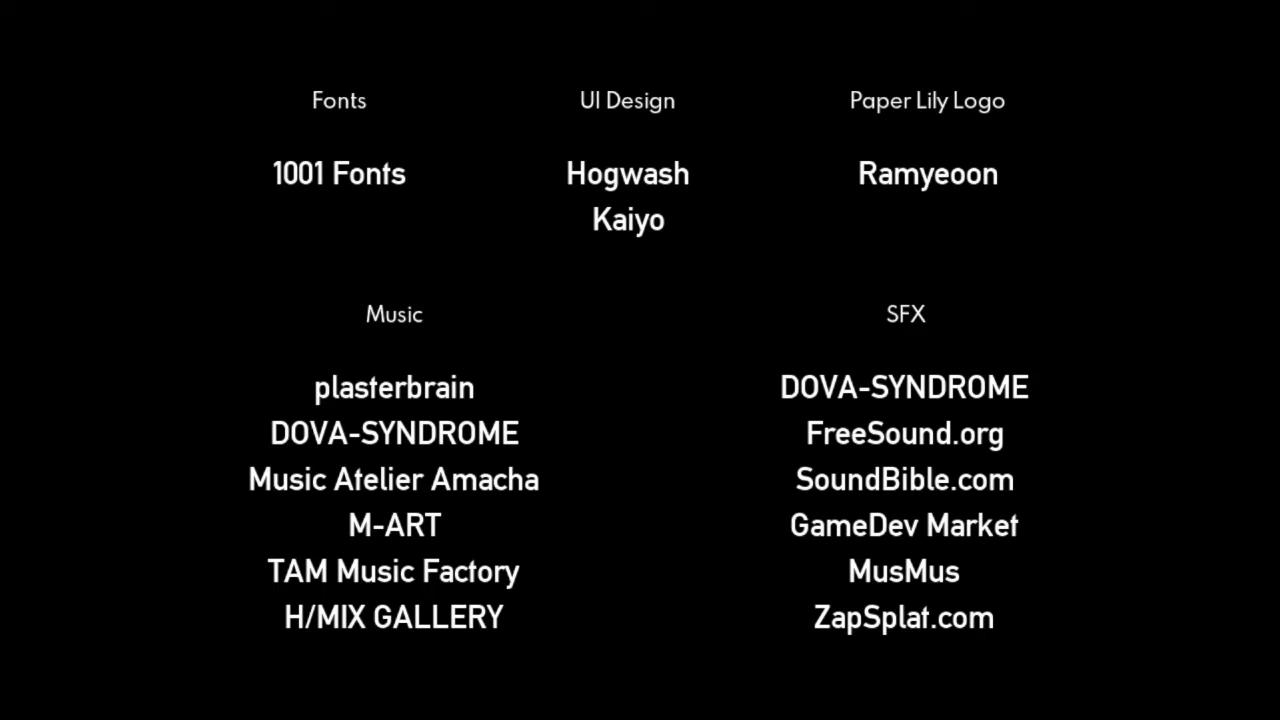 Fonts
1001 Fonts
UI Design
Hogwash
Kaiyo
Paper Lily Logo
Ramyeoon
Music
plasterbrain
DOVA-SYNDROME
Music Atelier Amacha
M-ART
TAM Music Factory
H/MIX GALLERY
SFX
DOVA-SYNDROME
FreeSound.org
SoundBible.com
GameDev Market
MusMus
ZapSplat.com